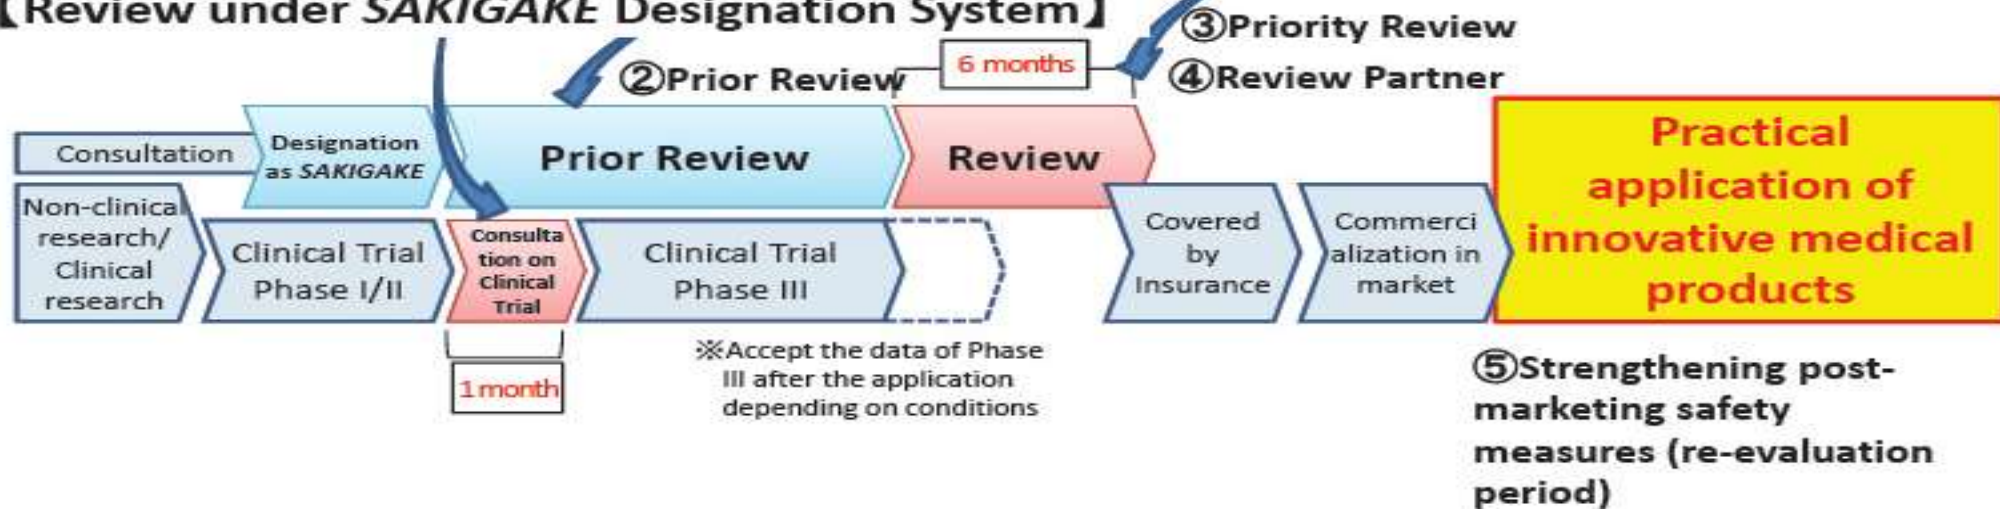 【Review under SAKIGAKE Designation System】
③Priority Review
④Review Partner
6 months
②Prior Review
Consultation
Designation
as SAKIGAKE
Prior Review
Review
Non-clinical
research/
Clinical
research
Clinical Trial
Phase I/II
Consulta
tion on
Clinical
Trial
Clinical Trial
Phase III
Covered
by
Insurance
Commerci
alization in
market
Practical
application of
innovative medical
products
1 month
※Accept the data of Phase
III after the application
depending on conditions
⑤Strengthening post-
marketing safety
measures (re-evaluation
period)